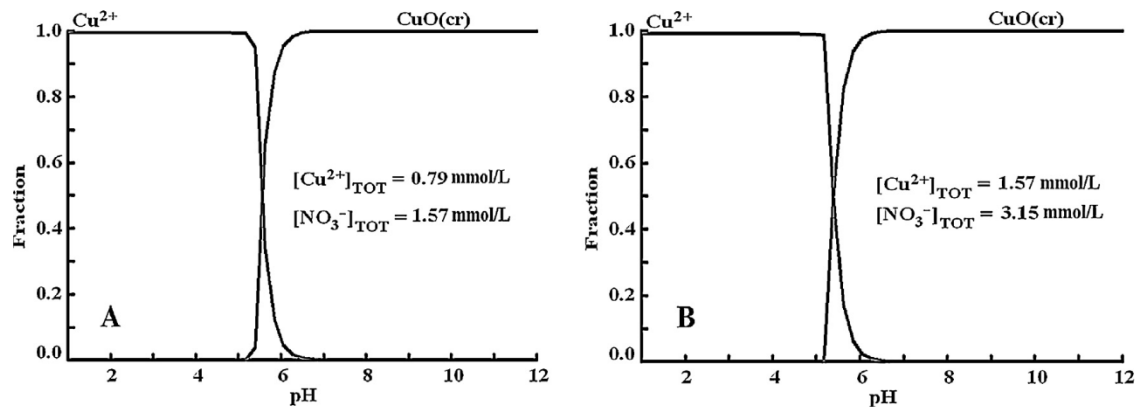 Cu²⁺ CuO(cr)
1.0
0.8
0.6
0.4
0.2
0.0
Fraction
[Cu²⁺]TOT = 0.79 mmol/L
[NO₃⁻]TOT = 1.57 mmol/L
A
2 4 6 8 10 12
pH
Cu²⁺ CuO(cr)
1.0
0.8
0.6
0.4
0.2
0.0
Fraction
[Cu²⁺]TOT = 1.57 mmol/L
[NO₃⁻]TOT = 3.15 mmol/L
B
2 4 6 8 10 12
pH